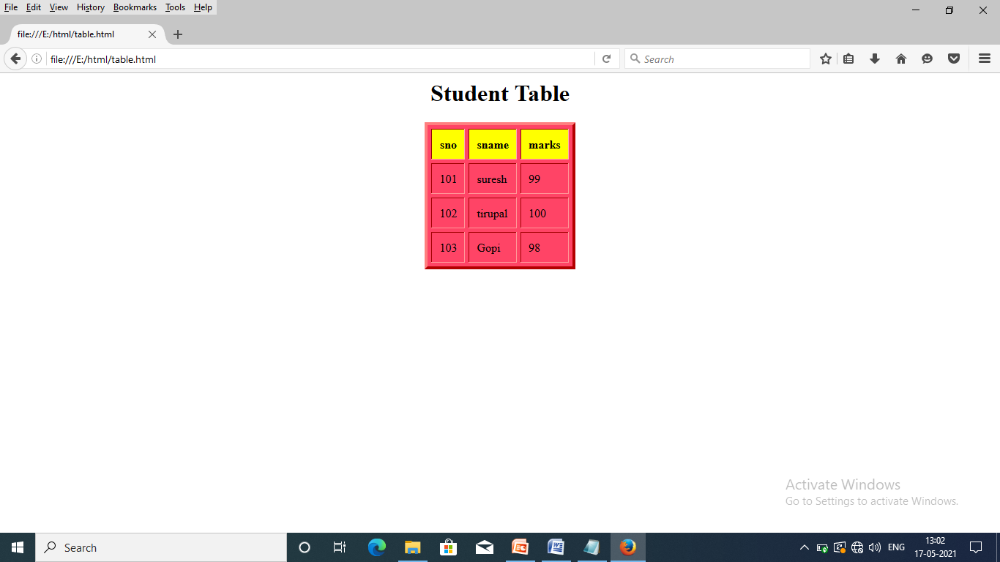 File Edit View History Bookmarks Tools Help
file:///E:/html/table.html
file:///E:/html/table.html
Search
Student Table
sno sname marks
101 suresh 99
102 tirupal 100
103 Gopi 98
Activate Windows
Go to Settings to activate Windows.
Search
ENG
13:02
17-05-2021